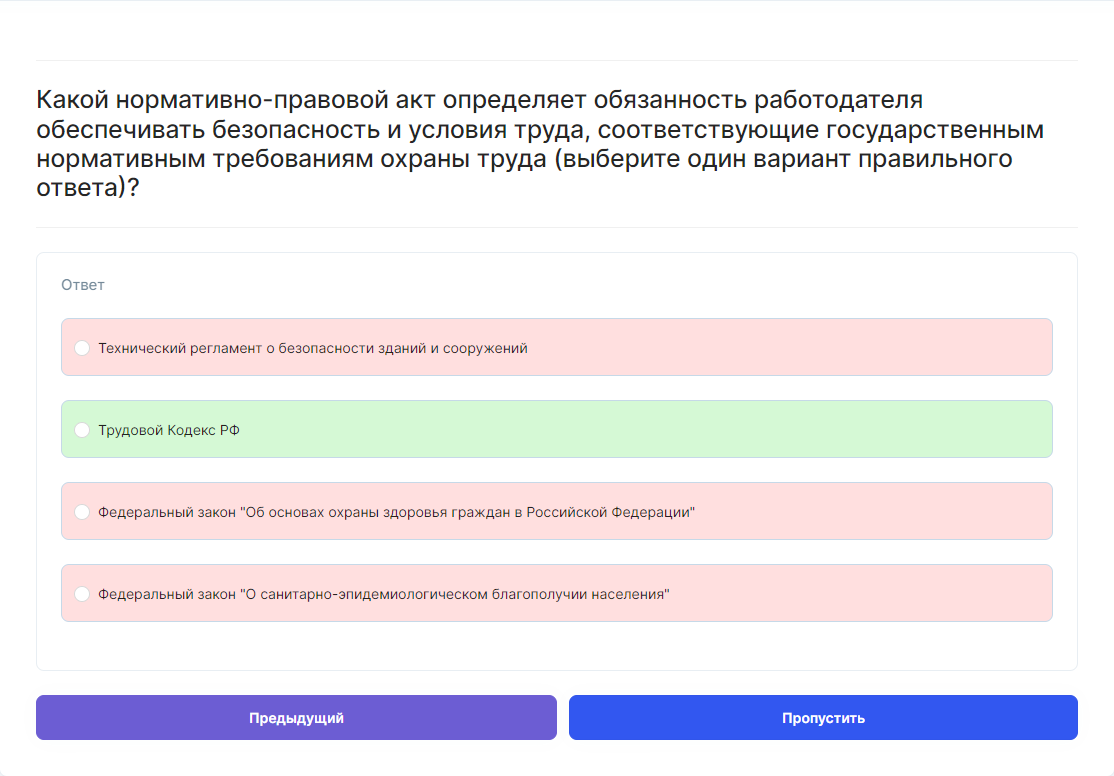 Какой нормативно-правовой акт определяет обязанность работодателя
обеспечивать безопасность и условия труда, соответствующие государственным
нормативным требованиям охраны труда (выберите один вариант правильного
ответа)?
Ответ
Технический регламент о безопасности зданий и сооружений
Трудовой Кодекс РФ
Федеральный закон "Об основах охраны здоровья граждан в Российской Федерации"
Федеральный закон "О санитарно-эпидемиологическом благополучии населения"
Предыдущий
Пропустить